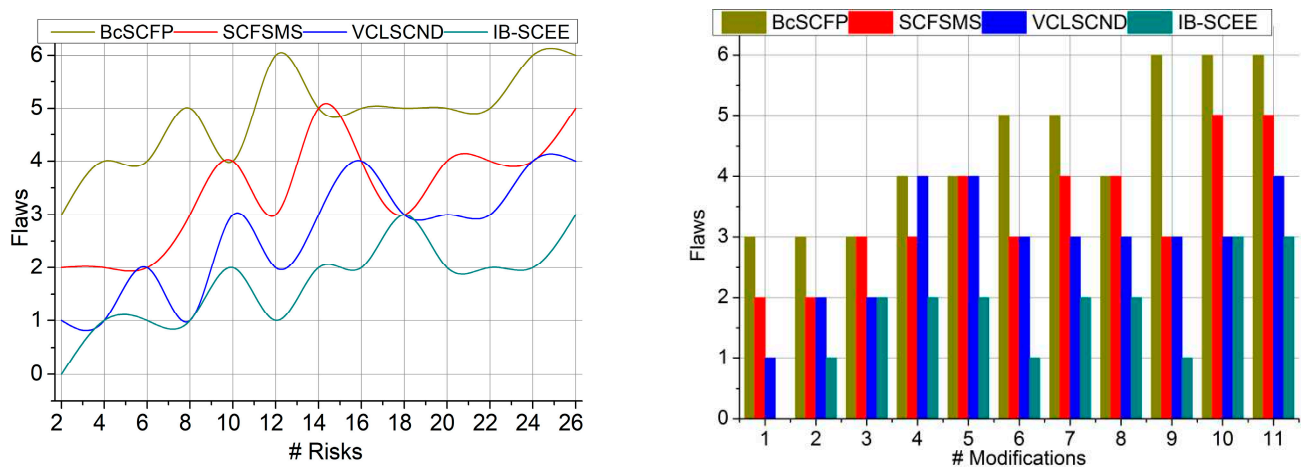 BcSCFP SCFSMS VCLSCND IB-SCEE
6
5
4
3
2
1
0
Flaws
2 4 6 8 10 12 14 16 18 20 22 24 26
# Risks
BcSCFP SCFSMS VCLSCND IB-SCEE
6
5
4
3
2
1
0
Flaws
1 2 3 4 5 6 7 8 9 10 11
# Modifications